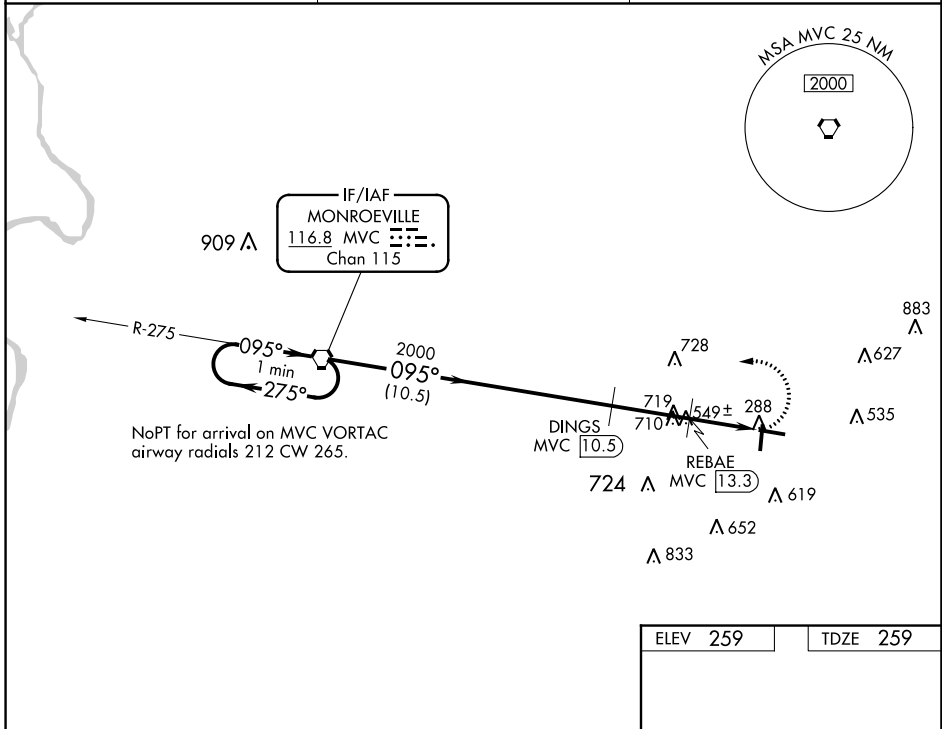 MSA MVC 25 NM
2000
IF/IAF
MONROEVILLE
116.8 MVC
Chan 115
909
R-275
095°
1 min
275°
2000
095°
(10.5)
NoPT for arrival on MVC VORTAC
airway radials 212 CW 265.
883
627
728
719
710
549±
288
535
DINGS
MVC 10.5
REBAE
MVC 13.3
724
619
652
833
ELEV 259
TDZE 259